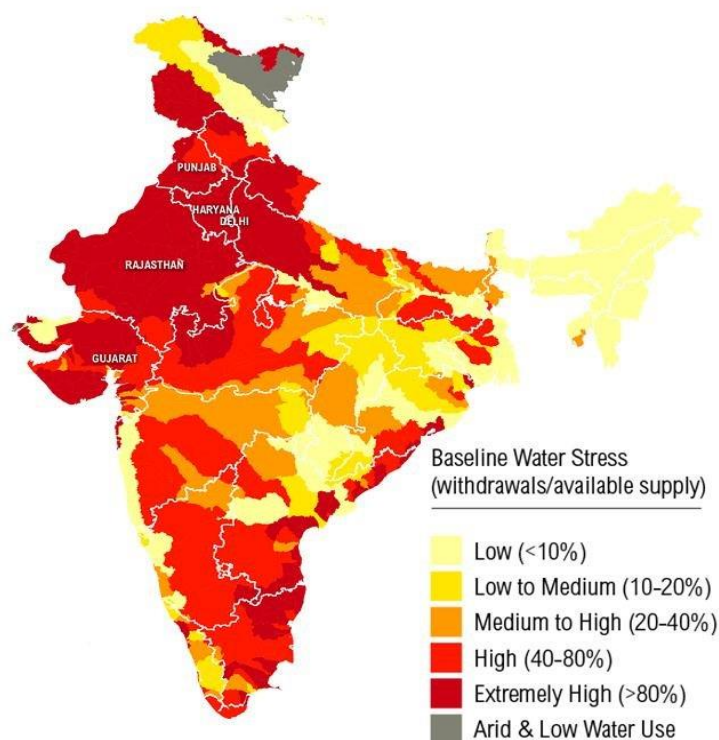 PUNJAB
HARYANA
DELHI
RAJASTHAN
GUJARAT
Baseline Water Stress
(withdrawals/available supply)
Low (<10%)
Low to Medium (10-20%)
Medium to High (20-40%)
High (40-80%)
Extremely High (>80%)
Arid & Low Water Use